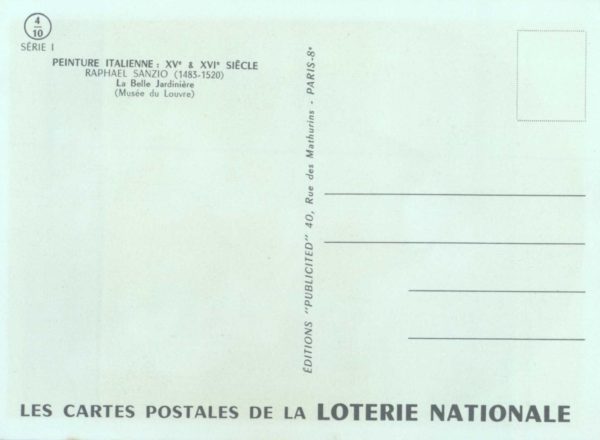 4
10
SÉRIE I
PEINTURE ITALIENNE : XVe & XVIe SIÈCLE
RAPHAEL SANZIO (1483-1520)
La Belle Jardinière
(Musée du Louvre)
ÉDITIONS "PUBLICITED" 40, Rue des Mathurins - PARIS-8e
LES CARTES POSTALES DE LA LOTERIE NATIONALE